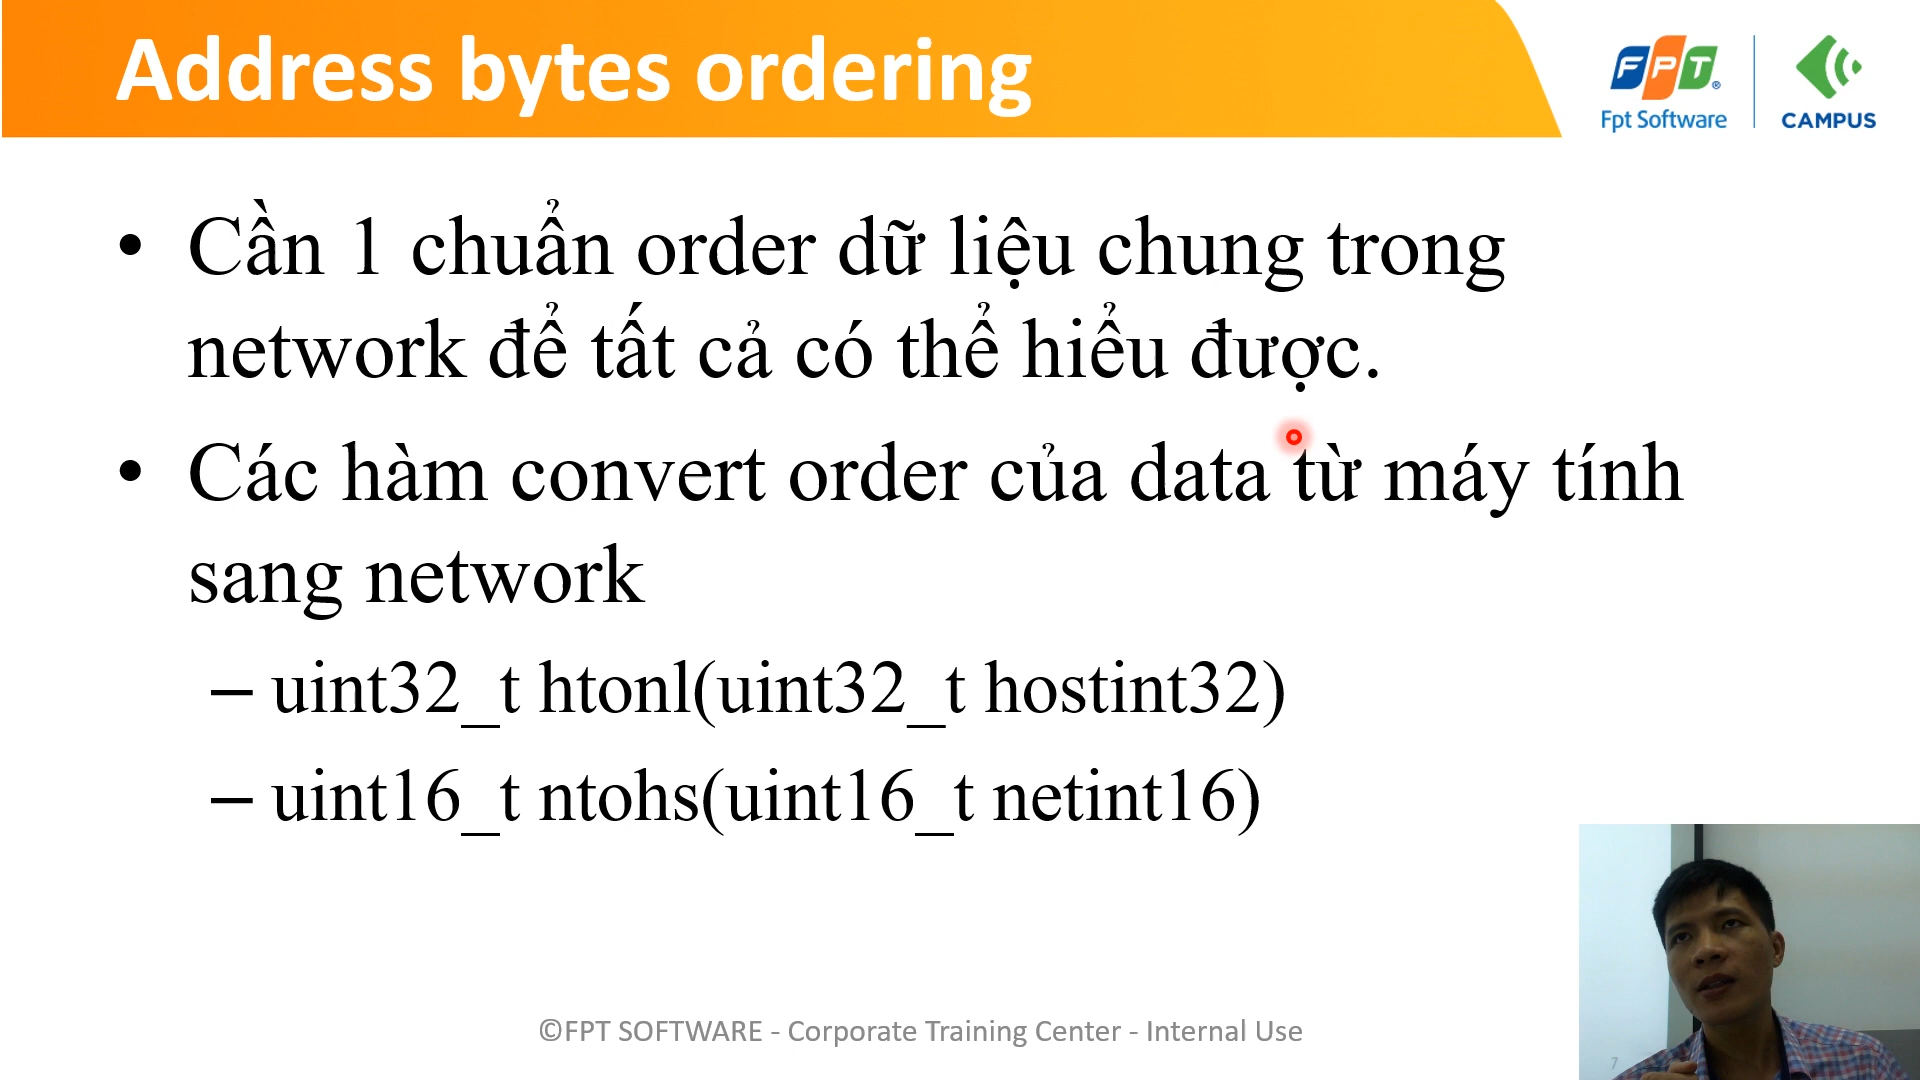 Address bytes ordering
FPT®
Fpt Software
CAMPUS
• Cần 1 chuẩn order dữ liệu chung trong
network để tất cả có thể hiểu được.
• Các hàm convert order của data từ máy tính
sang network
– uint32_t htonl(uint32_t hostint32)
– uint16_t ntohs(uint16_t netint16)
©FPT SOFTWARE - Corporate Training Center - Internal Use
7